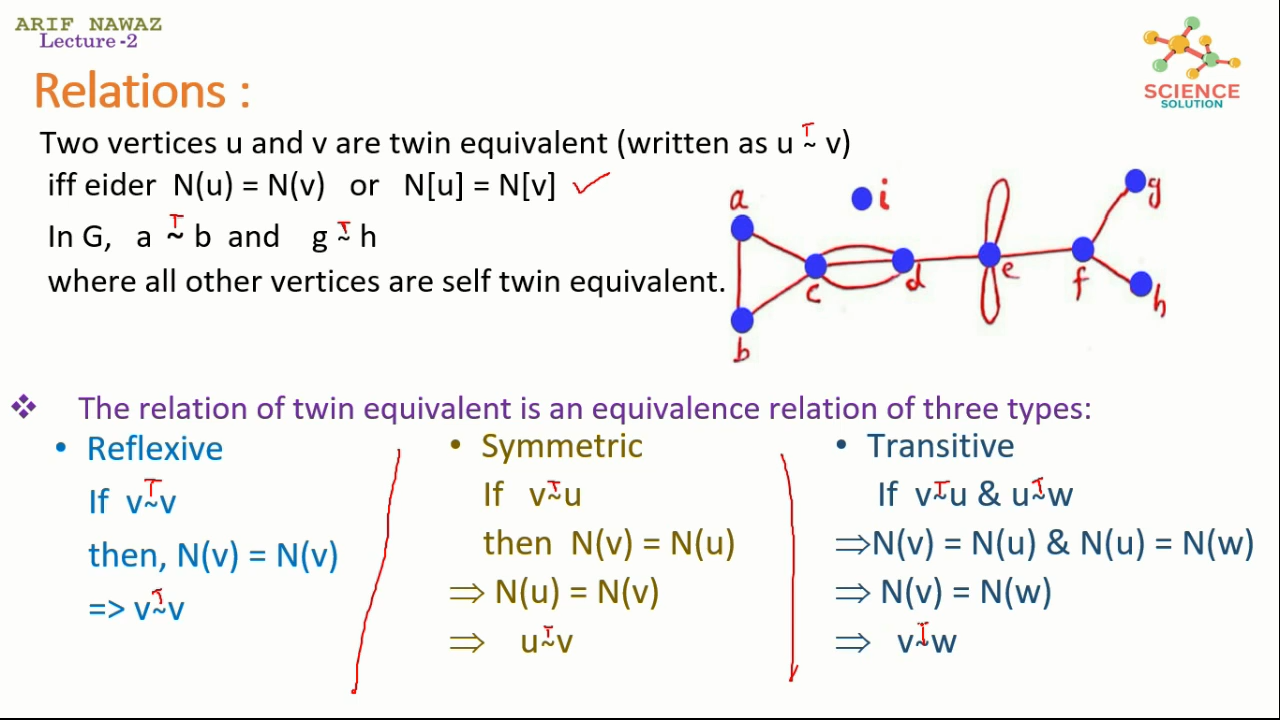 ARIF NAWAZ
Lecture -2
SCIENCE
SOLUTION
Relations :
Two vertices u and v are twin equivalent (written as u T~ v)
iff eider N(u) = N(v) or N[u] = N[v] ✓
In G, a T~ b and g T~ h
where all other vertices are self twin equivalent.
a
i
g
c
d
e
f
h
b
❖ The relation of twin equivalent is an equivalence relation of three types:
• Reflexive
If v T~ v
then, N(v) = N(v)
=> v T~ v
• Symmetric
If v T~ u
then N(v) = N(u)
⇒ N(u) = N(v)
⇒ u T~ v
• Transitive
If v T~ u & u T~ w
⇒N(v) = N(u) & N(u) = N(w)
⇒ N(v) = N(w)
⇒ v T~ w